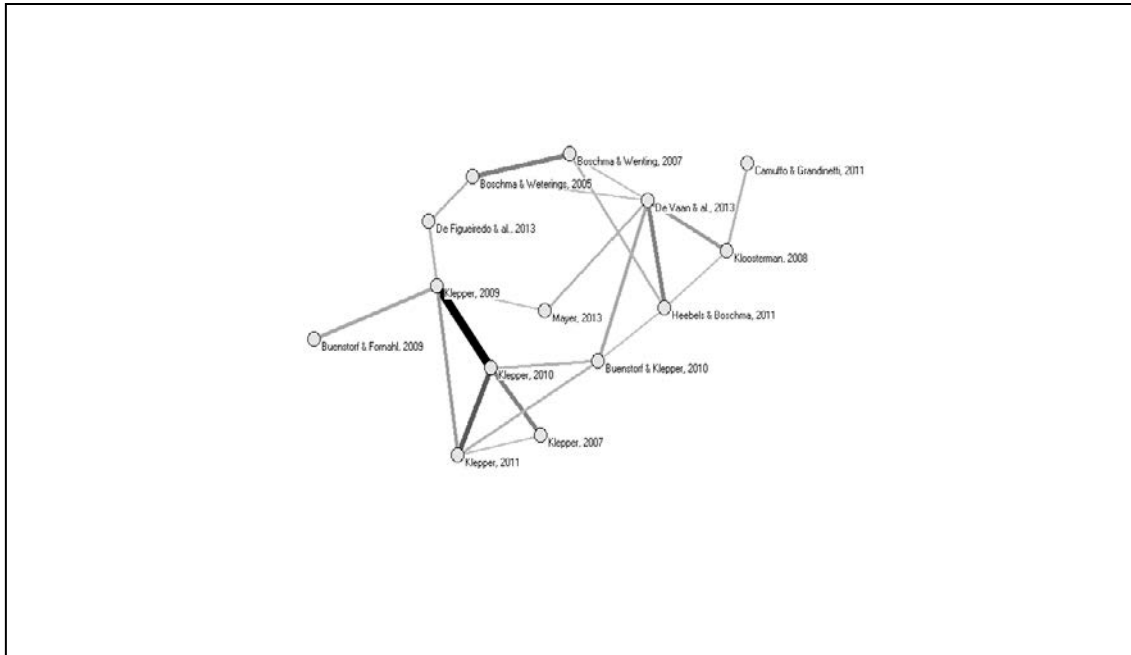 Boschma & Wenting, 2007
Camutto & Grandinetti, 2011
Boschma & Weterings, 2005
De Vaan & al., 2013
De Figueiredo & al., 2013
Kloosterman, 2008
Klepper, 2009
Mayer, 2013
Heebels & Boschma, 2011
Buenstorf & Fornahl, 2009
Klepper, 2010
Buenstorf & Klepper, 2010
Klepper, 2007
Klepper, 2011